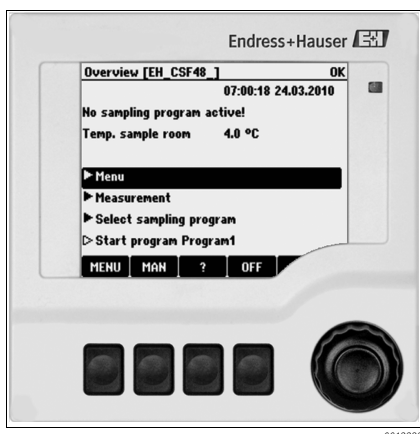 Endress+Hauser EH
Overview [EH_CSF48_] OK
07:00:18 24.03.2010
No sampling program active!
Temp. sample room 4.0 °C
Menu
Measurement
Select sampling program
Start program Program1
MENU MAN ? OFF